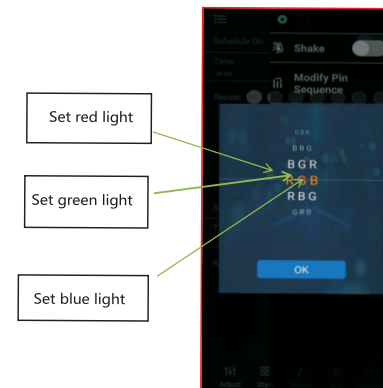 Set red light
Set green light
Set blue light
Schedule On
Shake
Time
Modify Pin
Sequence
Repeat
GBR
BRG
BGR
RGB
RBG
GRB
OK
Adjust